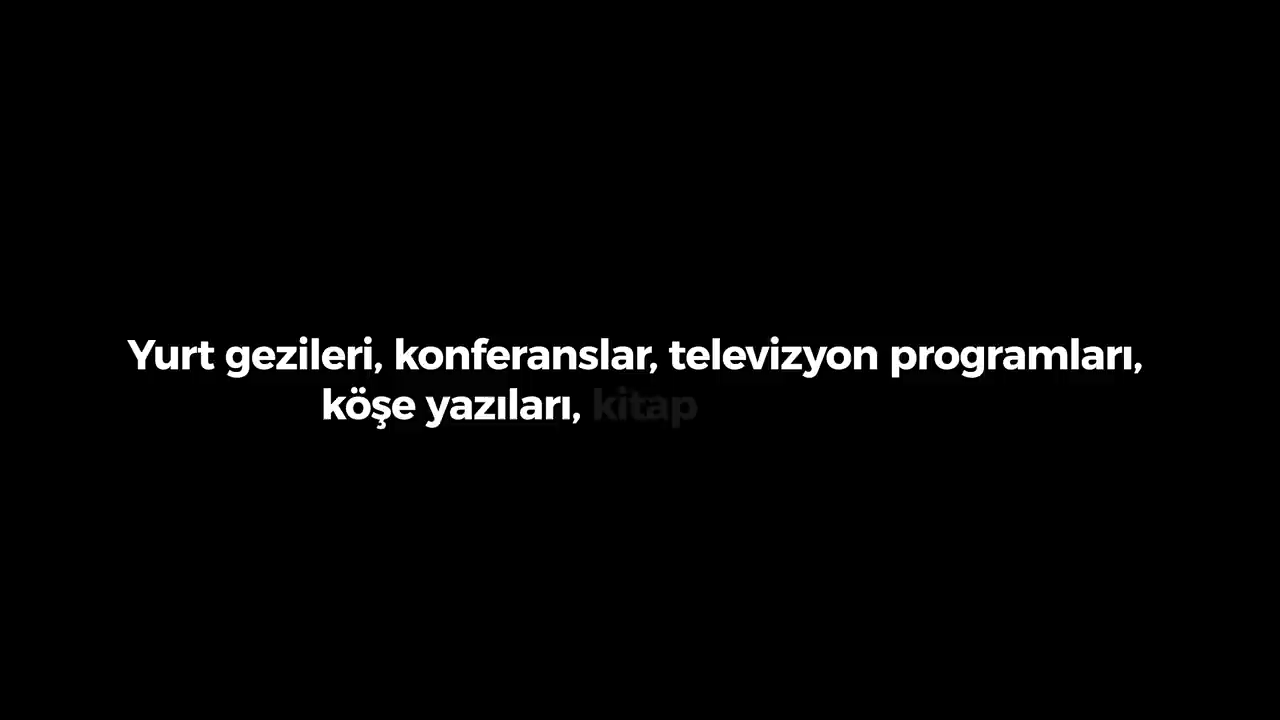 Yurt gezileri, konferanslar, televizyon programları,
köşe yazıları, kitap